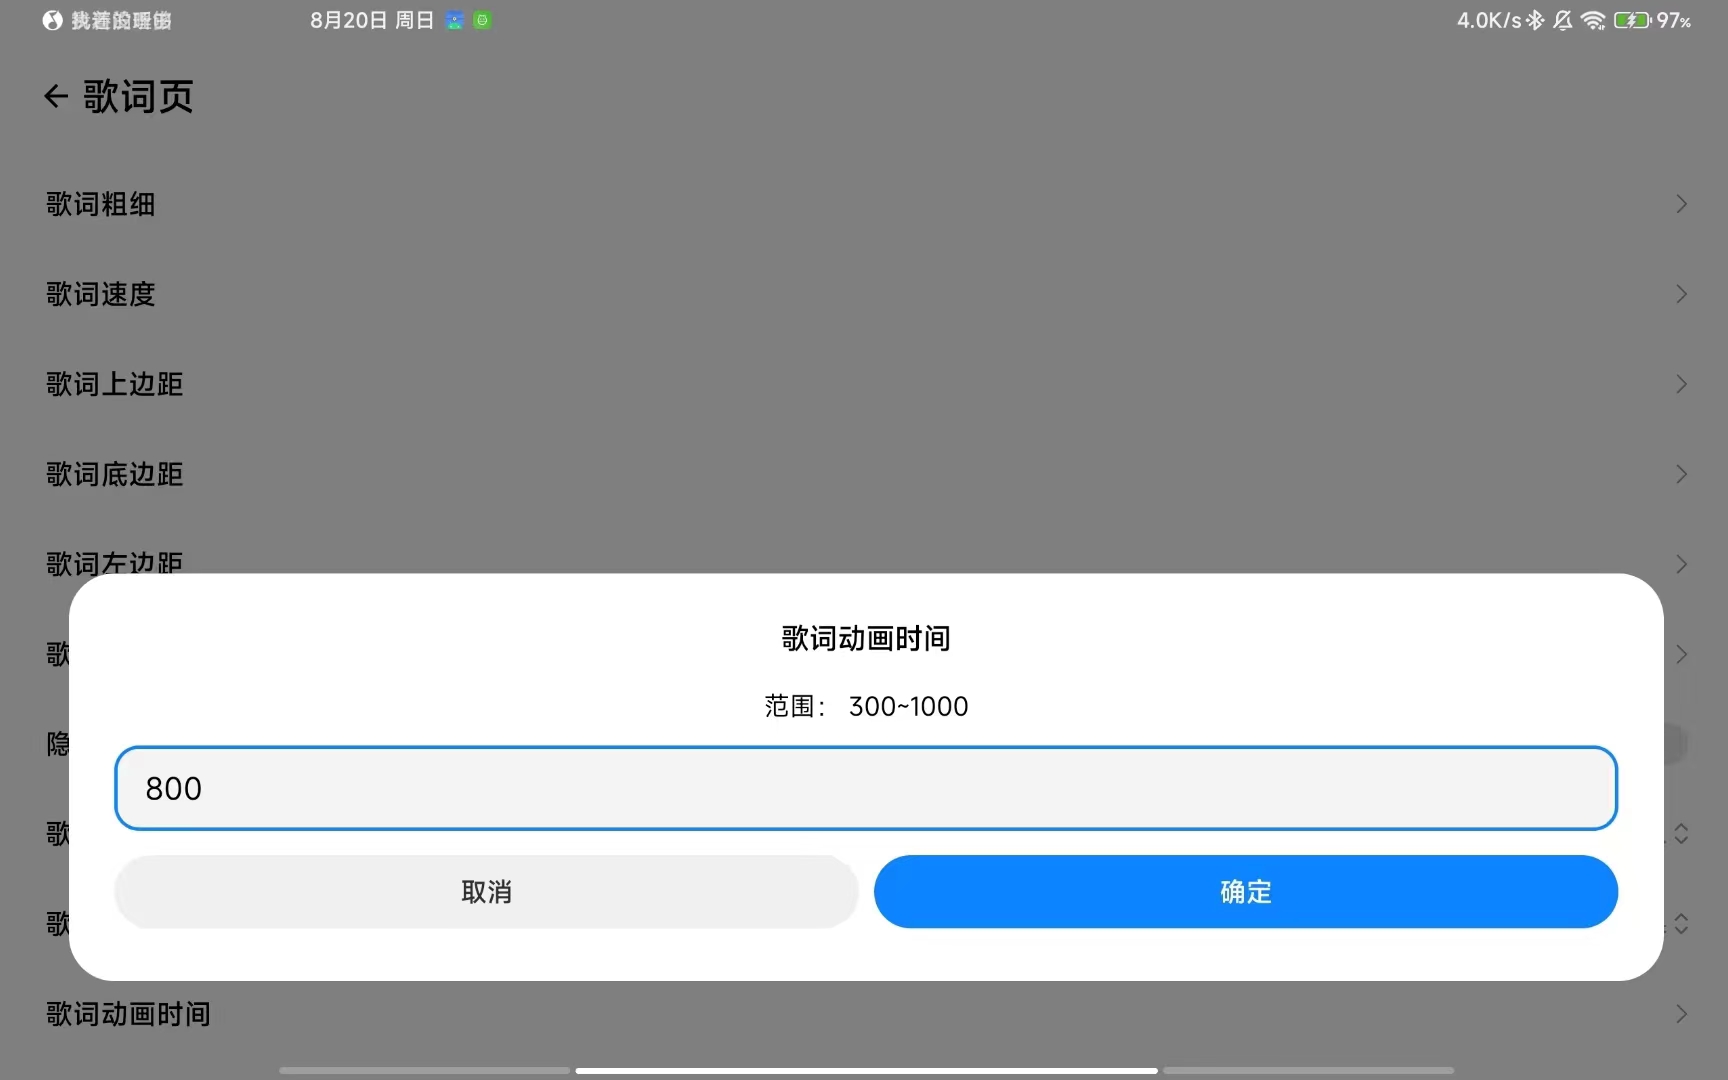 8月20日 周日
4.0K/s 97%
歌词页
歌词粗细
歌词速度
歌词上边距
歌词底边距
歌词左边距
歌
隐
歌
歌
歌词动画时间
范围： 300~1000
800
取消
确定
歌词动画时间